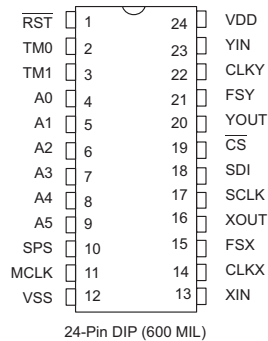 RST 1 24 VDD
TM0 2 23 YIN
TM1 3 22 CLKY
A0 4 21 FSY
A1 5 20 YOUT
A2 6 19 CS
A3 7 18 SDI
A4 8 17 SCLK
A5 9 16 XOUT
SPS 10 15 FSX
MCLK 11 14 CLKX
VSS 12 13 XIN
24-Pin DIP (600 MIL)